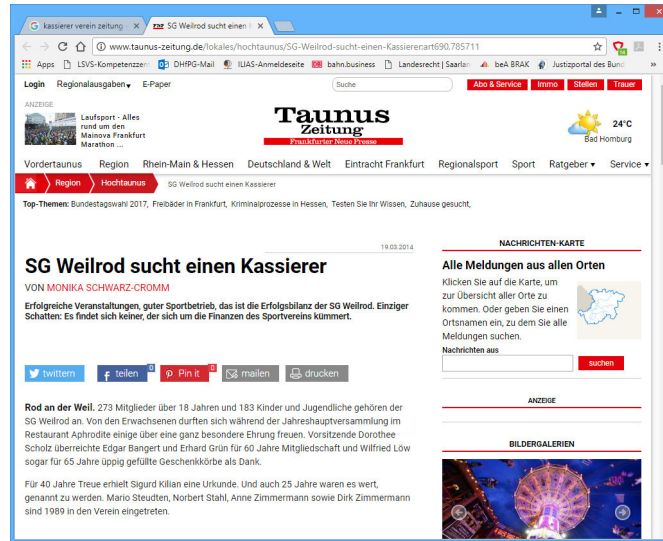 kassierer verein zeitung -
SG Weilrod sucht einen
www.taunus-zeitung.de/lokales/hochtaunus/SG-Weilrod-sucht-einen-Kassiererart690,785711
Apps LSVS-Kompetenzzent DHfPG-Mail ILIAS-Anmeldeseite bahn.business Landesrecht | Saarlan beA BRAK Justizportal des Bund
Login Regionalausgaben E-Paper Suche Abo & Service Immo Stellen Trauer
ANZEIGE
Laufsport - Alles
rund um den
Mainova Frankfurt
Marathon ...
Taunus
Zeitung
Frankfurter Neue Presse
24°C
Bad Homburg
Vordertaunus Region Rhein-Main & Hessen Deutschland & Welt Eintracht Frankfurt Regionalsport Sport Ratgeber Service
Region Hochtaunus SG Weilrod sucht einen Kassierer
Top-Themen: Bundestagswahl 2017, Freibäder in Frankfurt, Kriminalprozesse in Hessen, Testen Sie Ihr Wissen, Zuhause gesucht,
19.03.2014
SG Weilrod sucht einen Kassierer
VON MONIKA SCHWARZ-CROMM
Erfolgreiche Veranstaltungen, guter Sportbetrieb, das ist die Erfolgsbilanz der SG Weilrod. Einziger
Schatten: Es findet sich keiner, der sich um die Finanzen des Sportvereins kümmert.
twittern teilen 0 Pin it 0 mailen drucken
Rod an der Weil. 273 Mitglieder über 18 Jahren und 183 Kinder und Jugendliche gehören der
SG Weilrod an. Von den Erwachsenen durften sich während der Jahreshauptversammlung im
Restaurant Aphrodite einige über eine ganz besondere Ehrung freuen. Vorsitzende Dorothee
Scholz überreichte Edgar Bangert und Erhard Grün für 60 Jahre Mitgliedschaft und Wilfried Löw
sogar für 65 Jahre üppig gefüllte Geschenkkörbe als Dank.
Für 40 Jahre Treue erhielt Sigurd Kilian eine Urkunde. Und auch 25 Jahre waren es wert,
genannt zu werden. Mario Steudten, Norbert Stahl, Anne Zimmermann sowie Dirk Zimmermann
sind 1989 in den Verein eingetreten.
NACHRICHTEN-KARTE
Alle Meldungen aus allen Orten
Klicken Sie auf die Karte, um
zur Übersicht aller Orte zu
kommen. Oder geben Sie einen
Ortsnamen ein, zu dem Sie alle
Meldungen suchen.
Nachrichten aus
suchen
ANZEIGE
BILDERGALERIEN